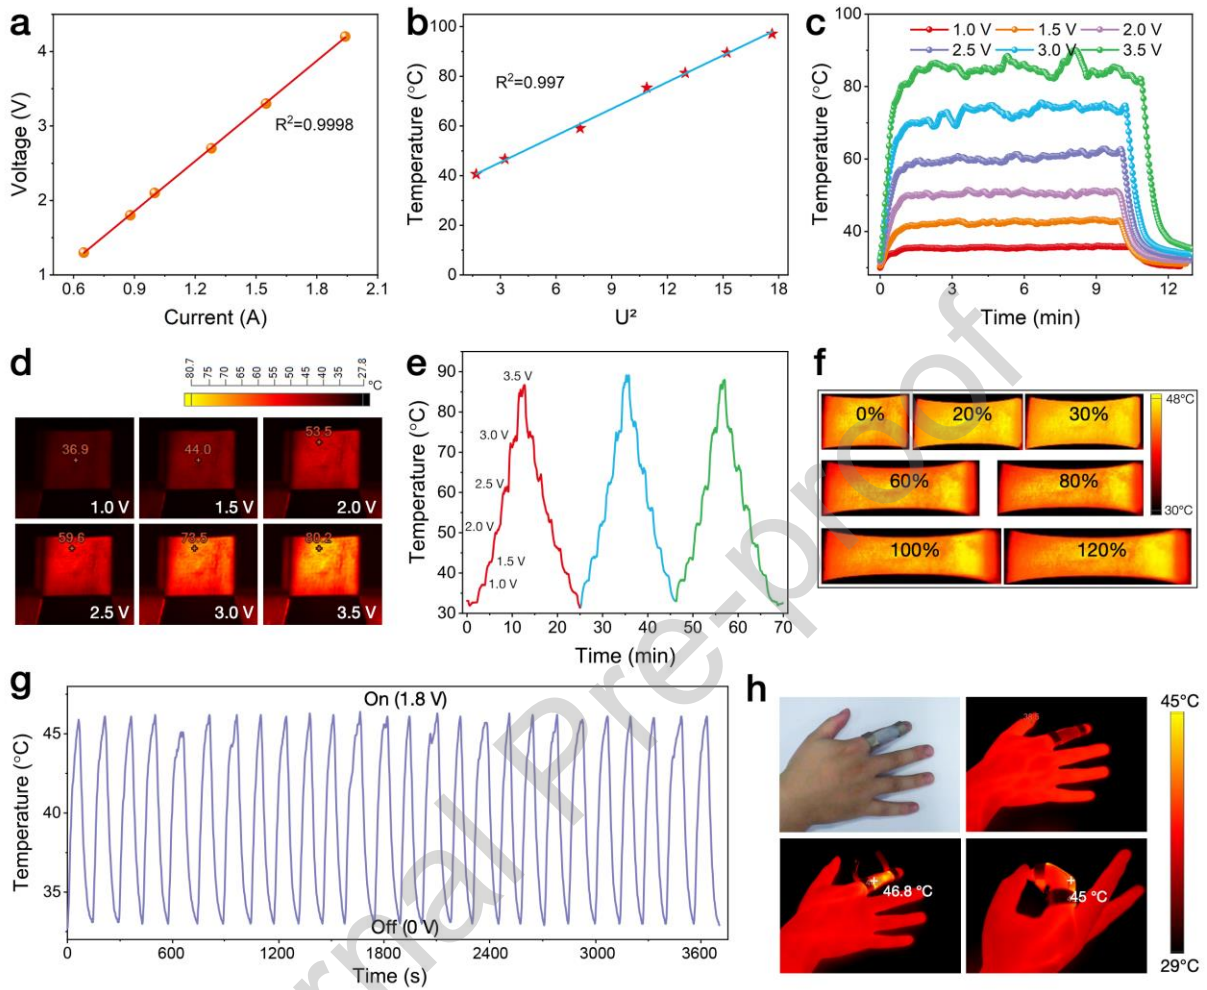 a
Voltage (V)
4
3
2
1
R²=0.9998
0.6 0.9 1.2 1.5 1.8 2.1
Current (A)
b
Temperature (°C)
100
80
60
40
20
0
R²=0.997
3 6 9 12 15 18
U²
c
Temperature (°C)
100
80
60
40
1.0 V 1.5 V 2.0 V
2.5 V 3.0 V 3.5 V
0 3 6 9 12
Time (min)
d
80.7 75 70 65 60 55 50 45 40 35 27.8
°C
36.9
1.0 V
44.0
1.5 V
53.5
2.0 V
59.6
2.5 V
73.5
3.0 V
80.2
3.5 V
e
Temperature (°C)
90
80
70
60
50
40
30
3.5 V
3.0 V
2.5 V
2.0 V
1.5 V
1.0 V
0 10 20 30 40 50 60 70
Time (min)
f
0% 20% 30%
60% 80%
100% 120%
48°C
30°C
g
Temperature (°C)
45
40
35
On (1.8 V)
Off (0 V)
0 600 1200 1800 2400 3000 3600
Time (s)
h
46.8 °C
45 °C
45°C
29°C
rnal Pre-proof